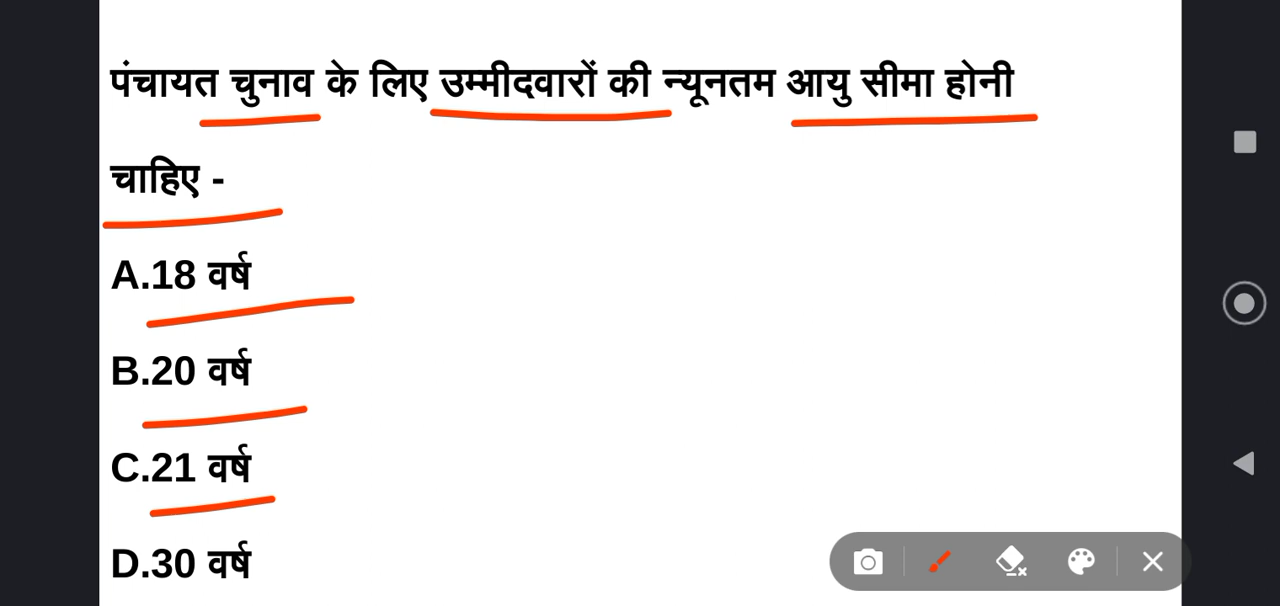 पंचायत चुनाव के लिए उम्मीदवारों की न्यूनतम आयु सीमा होनी
चाहिए -
A.18 वर्ष
B.20 वर्ष
C.21 वर्ष
D.30 वर्ष